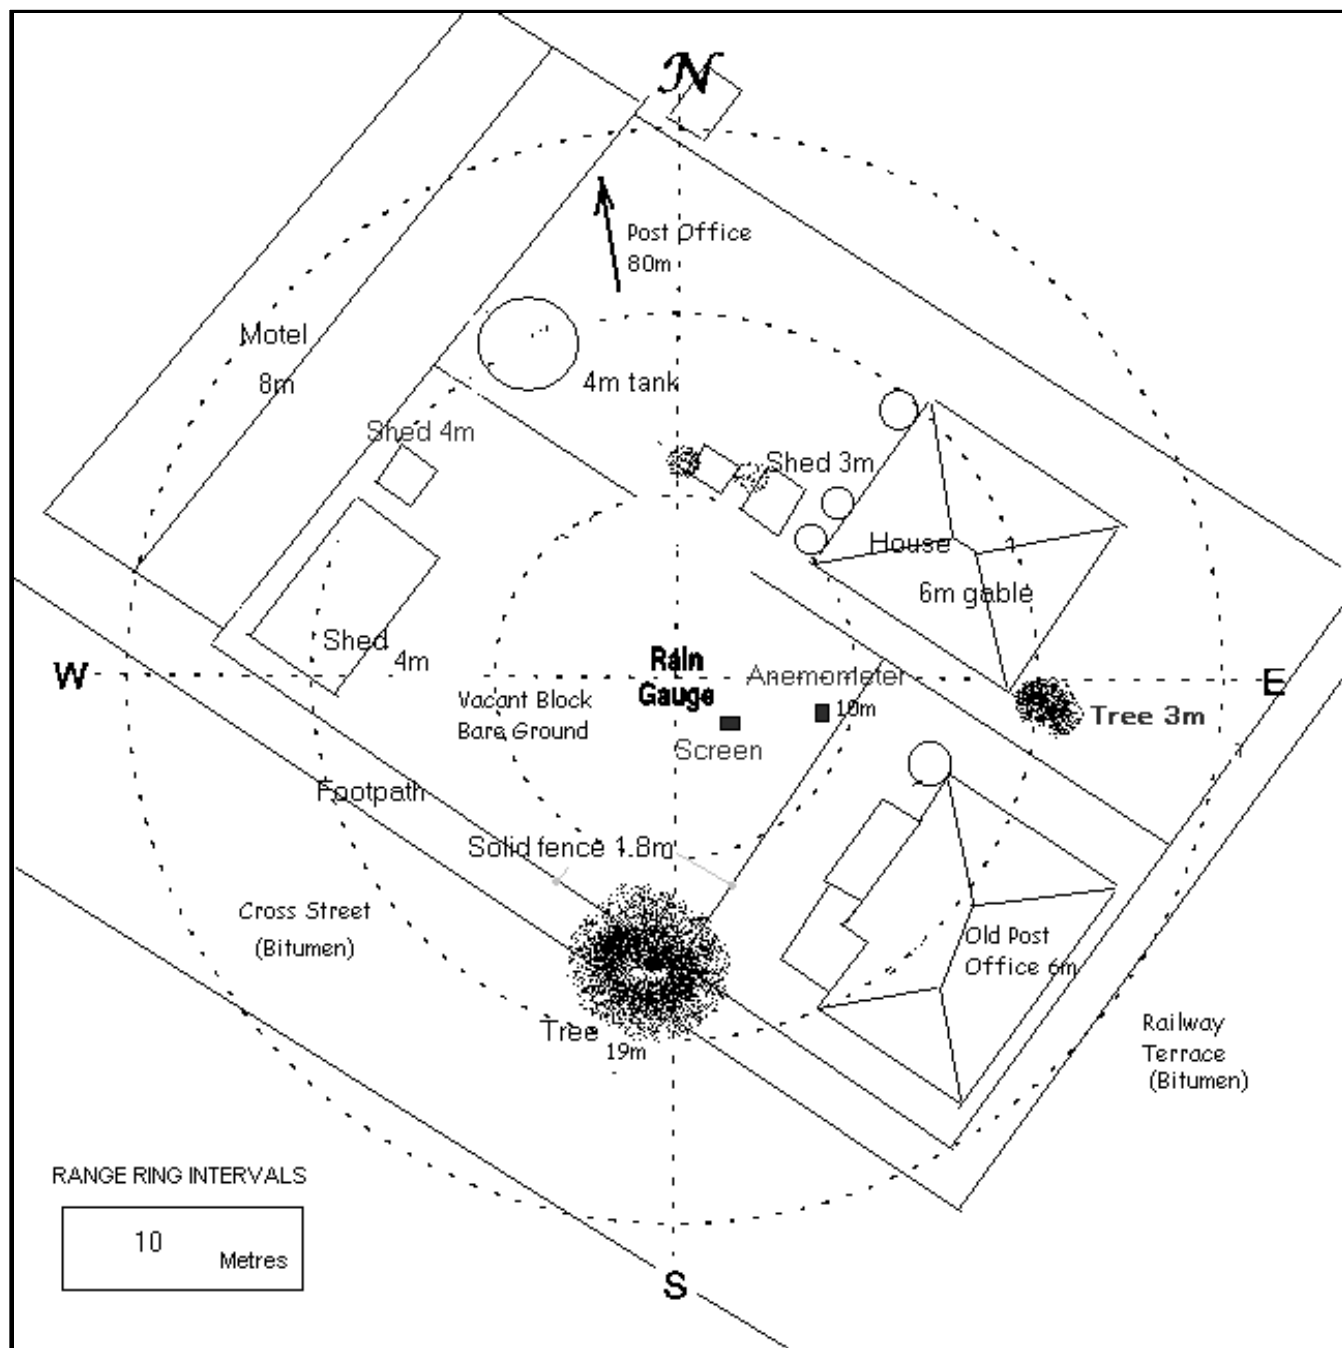 N
Post Office
80m
Motel
8m
4m tank
Shed 4m
Shed 3m
House
6m gable
Shed
4m
Rain
Gauge
W
E
Anemometer
10m
Vacant Block
Bare Ground
Screen
Tree 3m
Footpath
Solid fence 1.8m
Cross Street
(Bitumen)
Old Post
Office 6m
Tree
19m
Railway
Terrace
(Bitumen)
RANGE RING INTERVALS
10 Metres
S